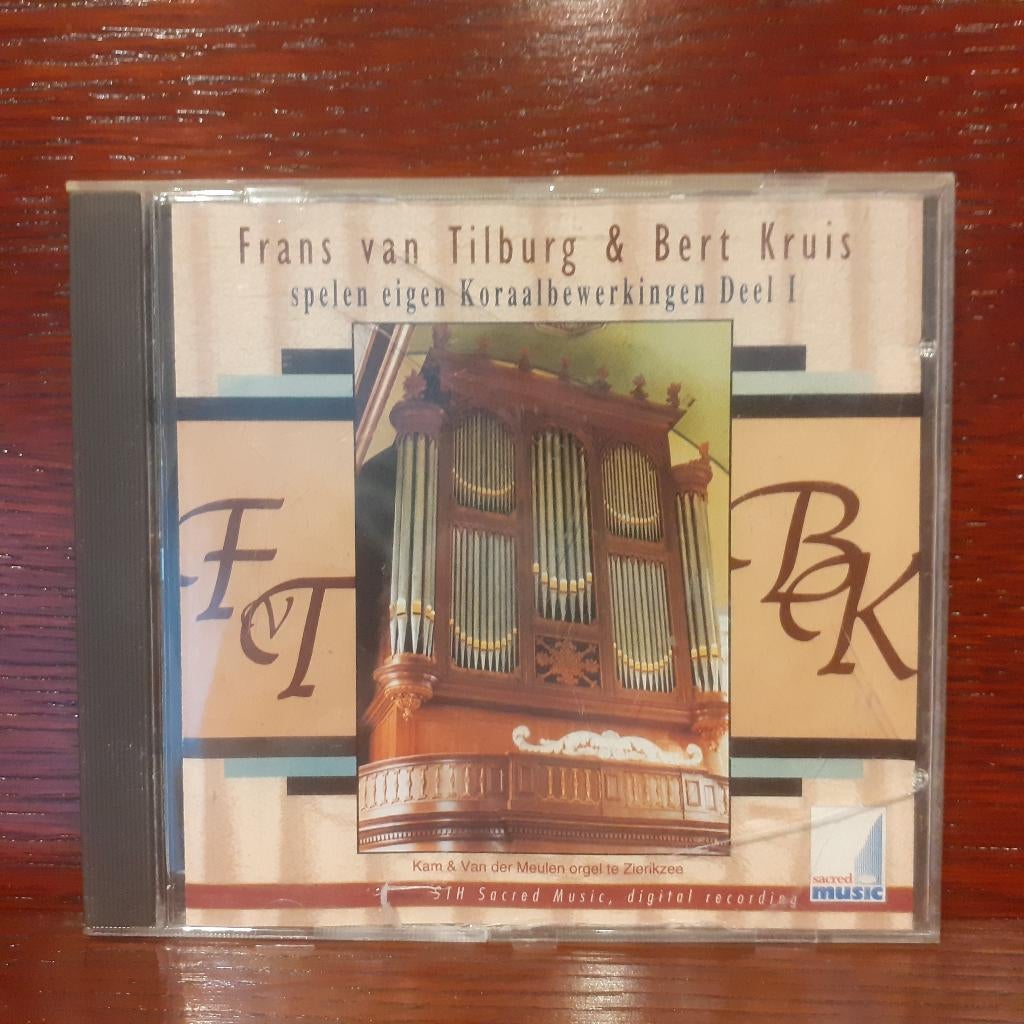 Frans van Tilburg & Bert Kruis
spelen eigen Koraalbewerkingen Deel I
FvT
BK
Kam & Van der Meulen orgel te Zierikzee
STH Sacred Music, digital recording
sacred
music